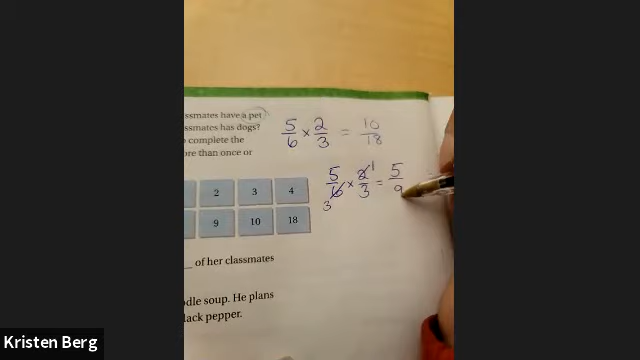 ssmates have a pet
ssmates has dogs?
complete the
ore than once or
5/6 × 2/3 = 10/18
5/6 3 × 2/3 1 = 5/9
2 3 4
9 10 18
of her classmates
odle soup. He plans
lack pepper.
Kristen Berg